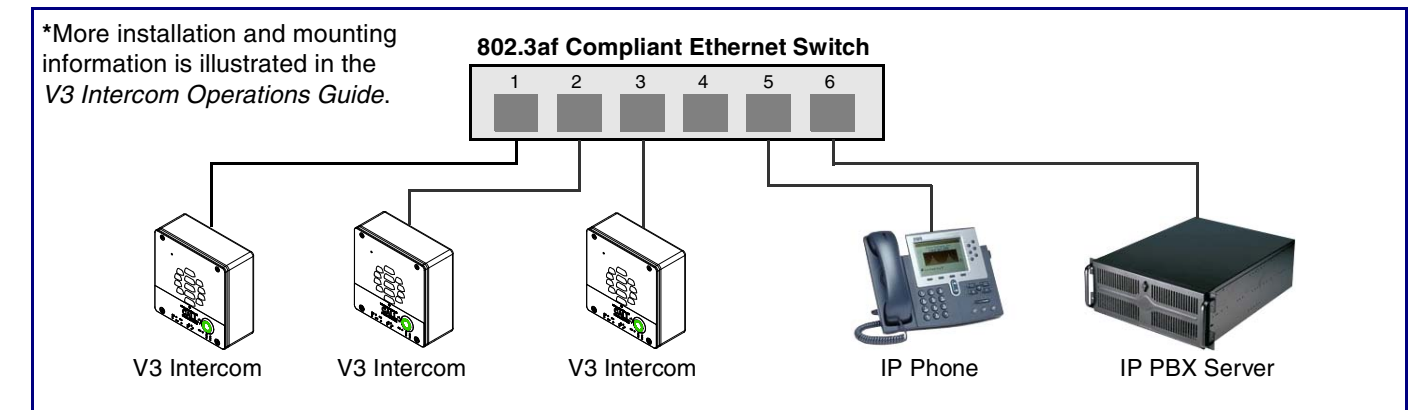 *More installation and mounting
information is illustrated in the
V3 Intercom Operations Guide.
802.3af Compliant Ethernet Switch
1 2 3 4 5 6
V3 Intercom V3 Intercom V3 Intercom IP Phone IP PBX Server